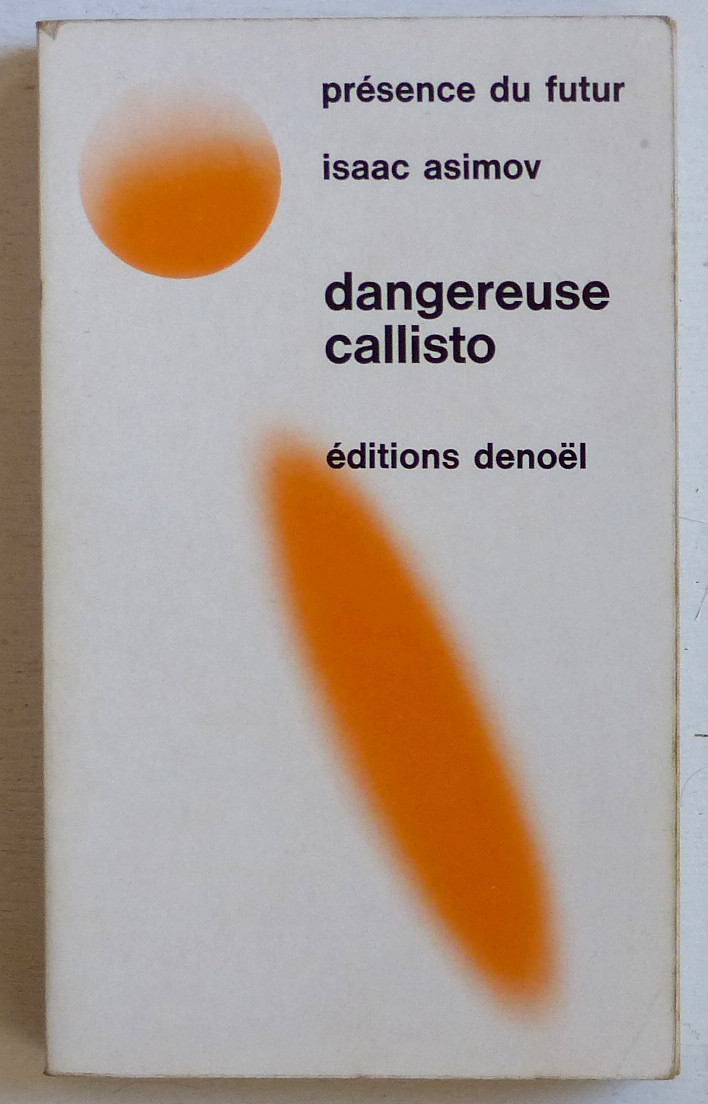 présence du futur
isaac asimov
dangereuse
callisto
éditions denoël